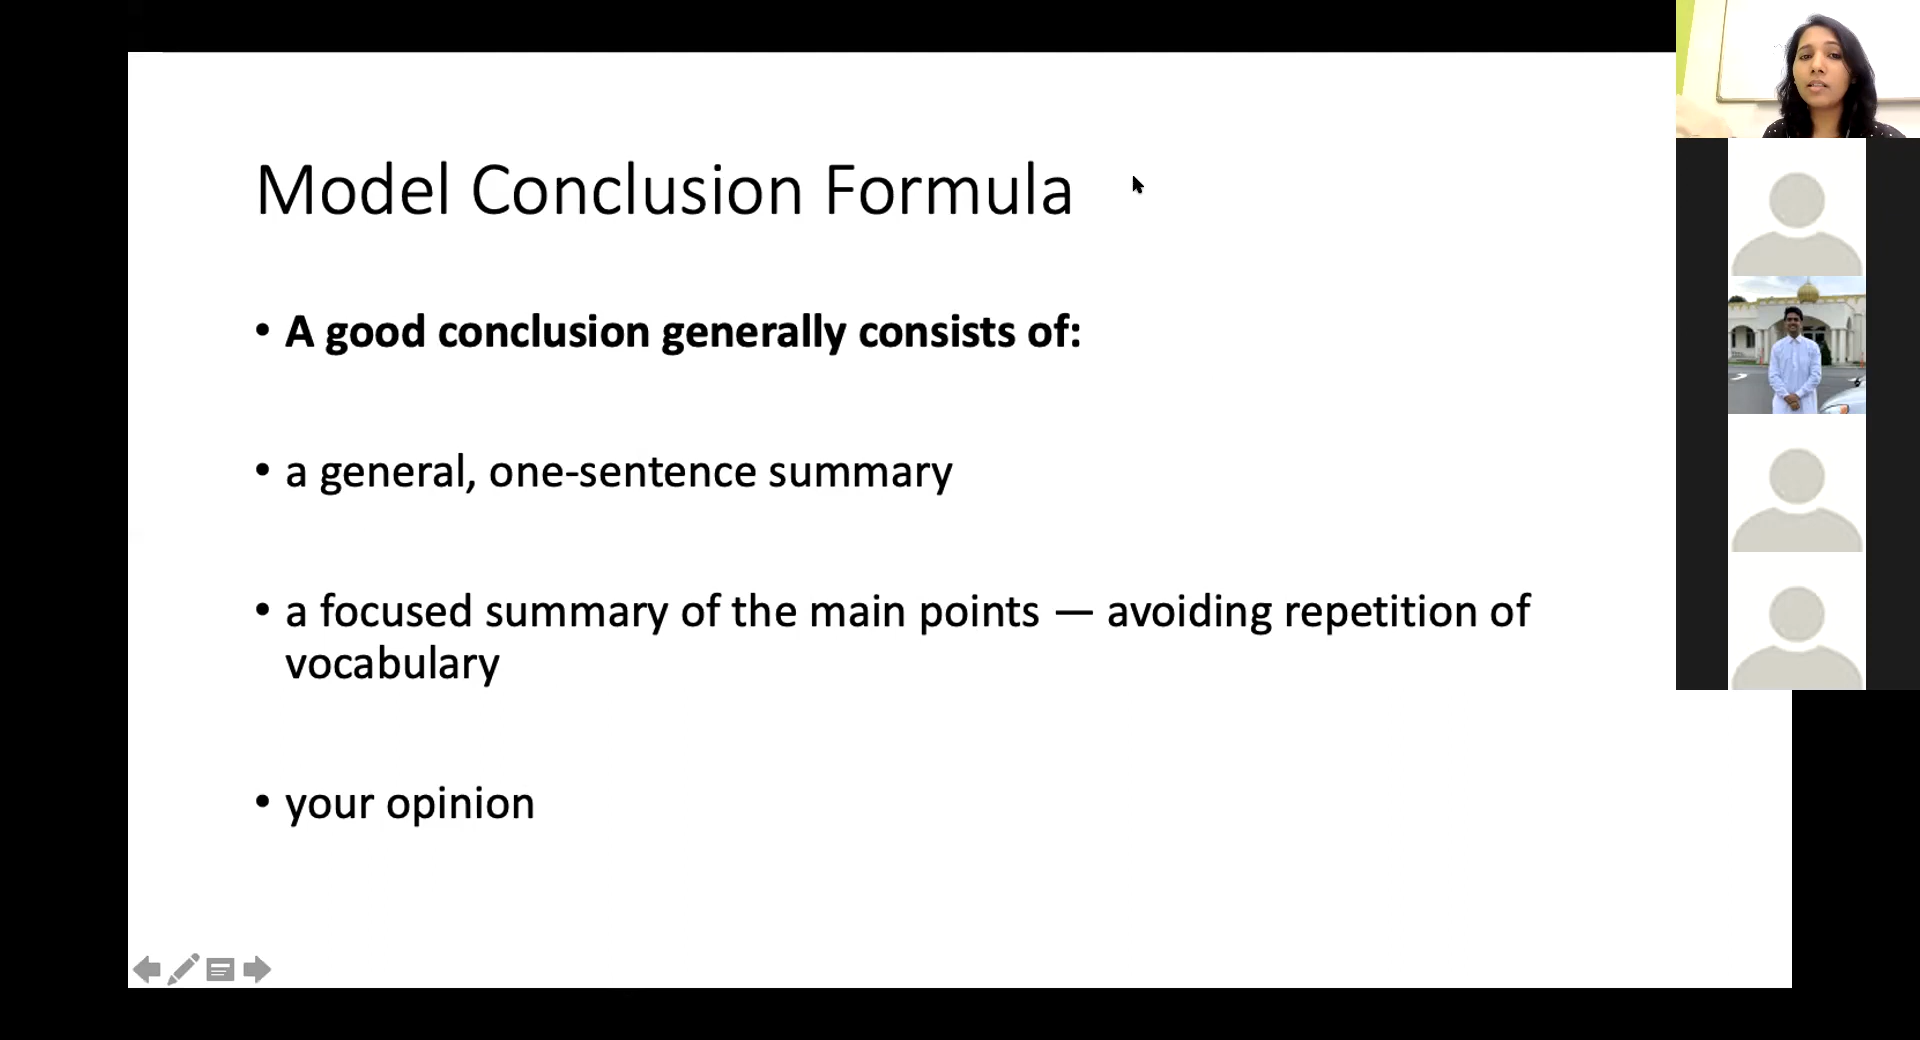 Model Conclusion Formula
• A good conclusion generally consists of:
• a general, one-sentence summary
• a focused summary of the main points — avoiding repetition of
vocabulary
• your opinion